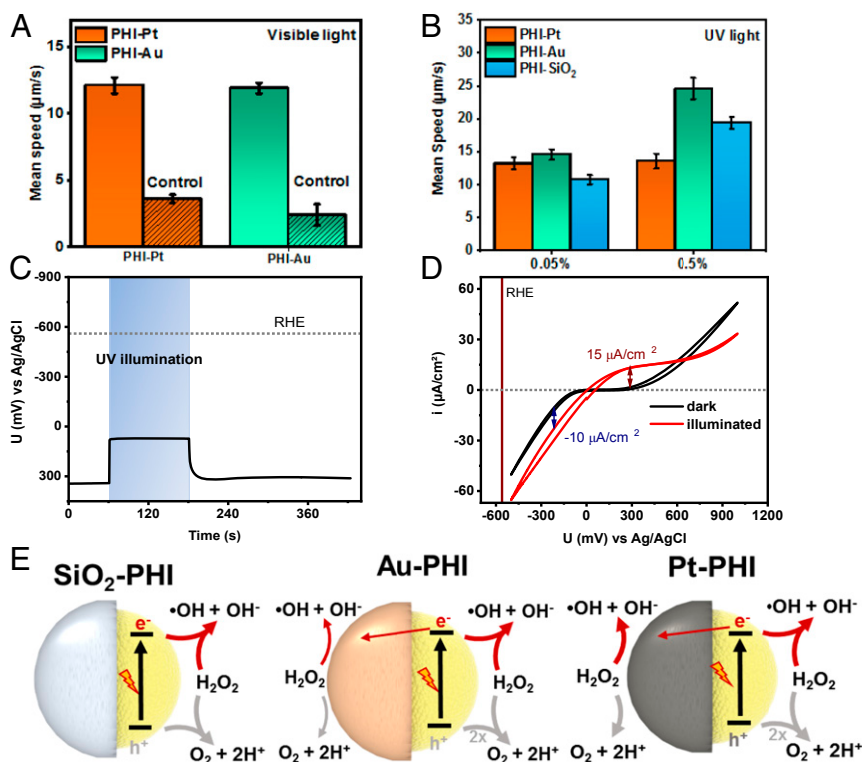 A
PHI-Pt
PHI-Au
Visible light
Mean speed (µm/s)
15
10
5
0
Control
Control
PHI-Pt
PHI-Au
B
PHI-Pt
PHI-Au
PHI-SiO2
UV light
Mean speed (µm/s)
35
30
25
20
15
10
5
0
0.05%
0.5%
C
U (mV) vs Ag/AgCl
-900
-600
-300
0
300
RHE
UV illumination
0
120
240
360
Time (s)
D
i (µA/cm²)
60
30
0
-30
-60
RHE
15 µA/cm 2
-10 µA/cm 2
dark
illuminated
-600
-300
0
300
600
900
1200
U (mV) vs Ag/AgCl
E
SiO2-PHI
e-
h+
•OH + OH-
H2O2
O2 + 2H+
Au-PHI
•OH + OH-
H2O2
O2 + 2H+
e-
h+
2x
•OH + OH-
H2O2
O2 + 2H+
Pt-PHI
•OH + OH-
H2O2
O2 + 2H+
e-
h+
2x
•OH + OH-
H2O2
O2 + 2H+